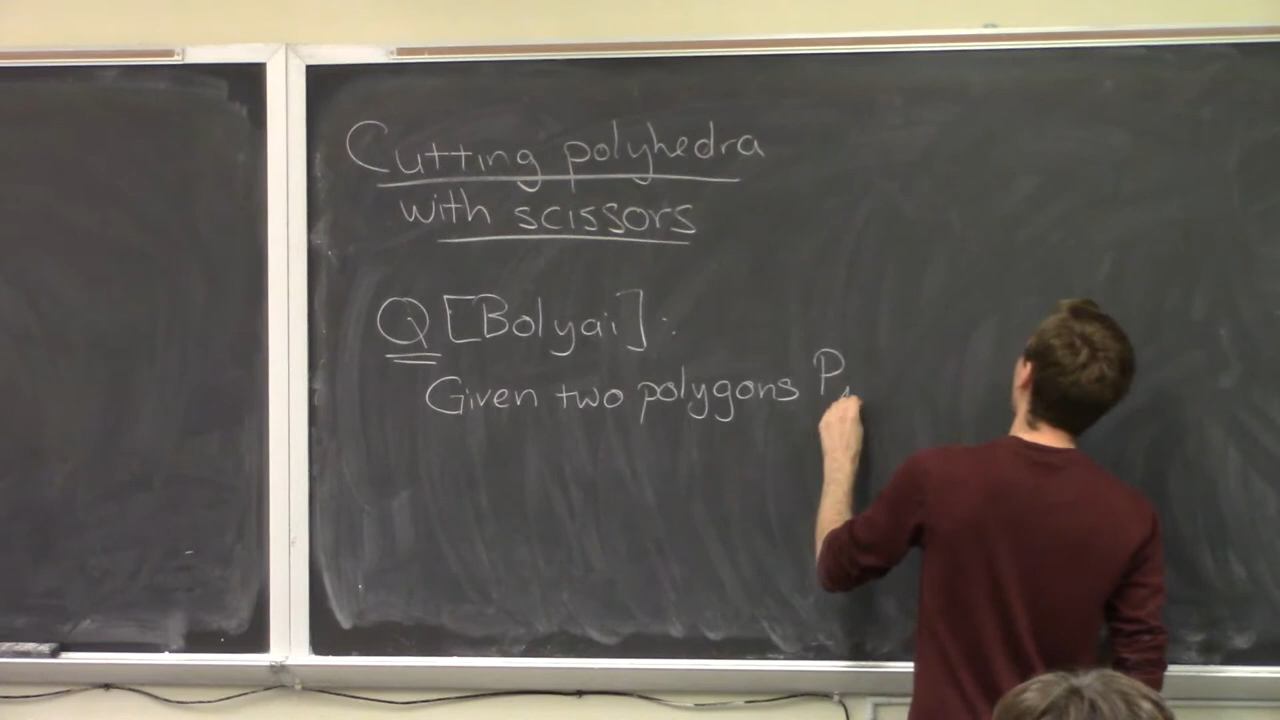 Cutting polyhedra
with scissors
Q [Bolyai]:
Given two polygons P